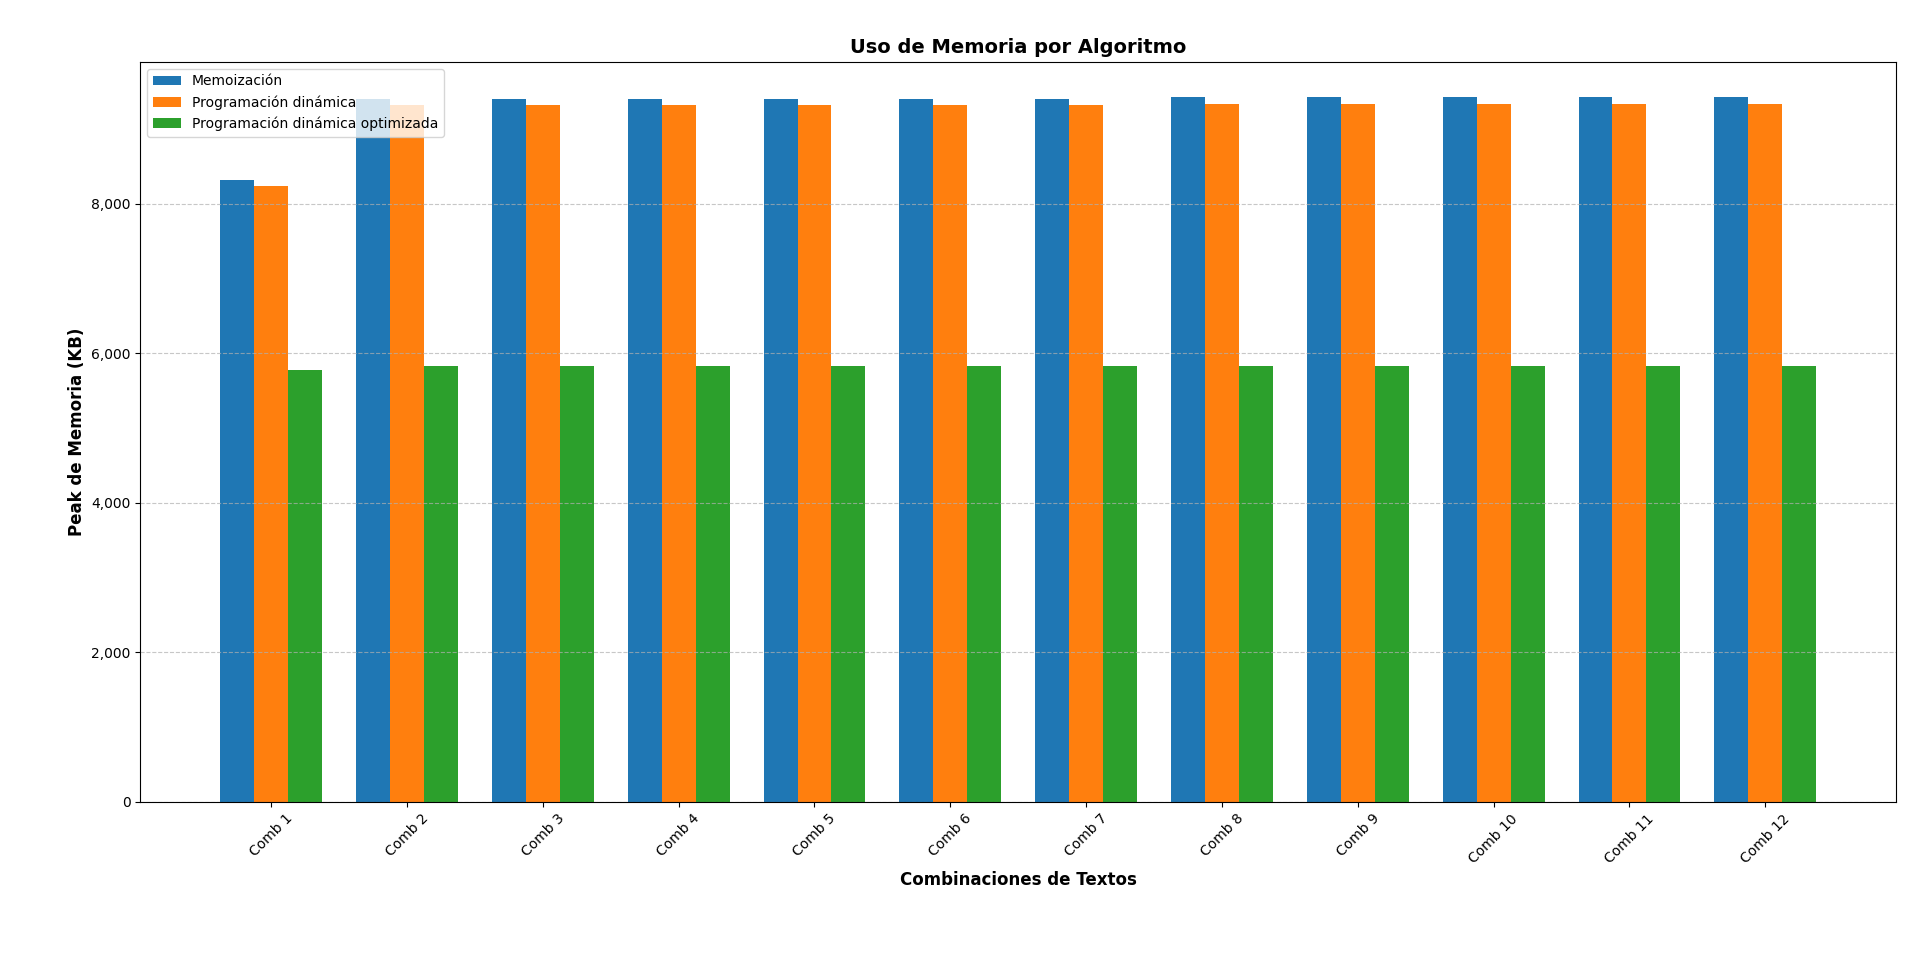 Uso de Memoria por Algoritmo
Memoización
Programación dinámica
Programación dinámica optimizada
Peak de Memoria (KB)
8,000
6,000
4,000
2,000
0
Comb 1
Comb 2
Comb 3
Comb 4
Comb 5
Comb 6
Comb 7
Comb 8
Comb 9
Comb 10
Comb 11
Comb 12
Combinaciones de Textos